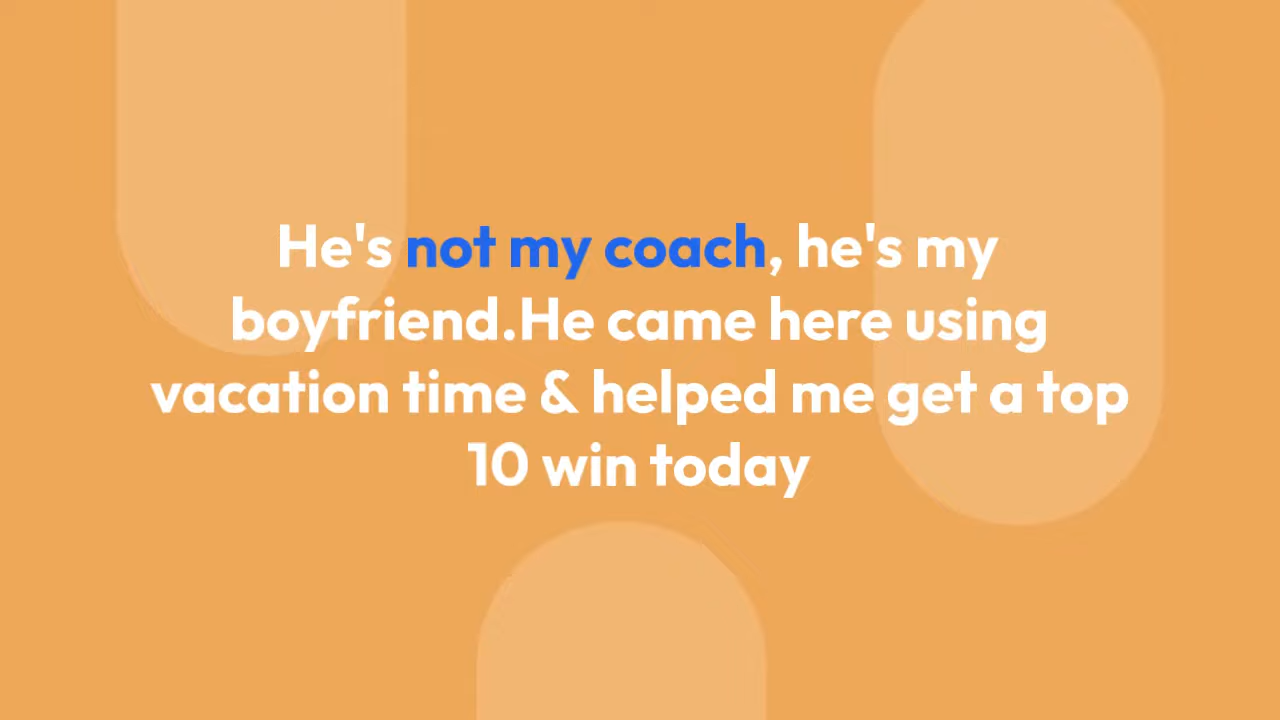 He's not my coach, he's my
boyfriend.He came here using
vacation time & helped me get a top
10 win today